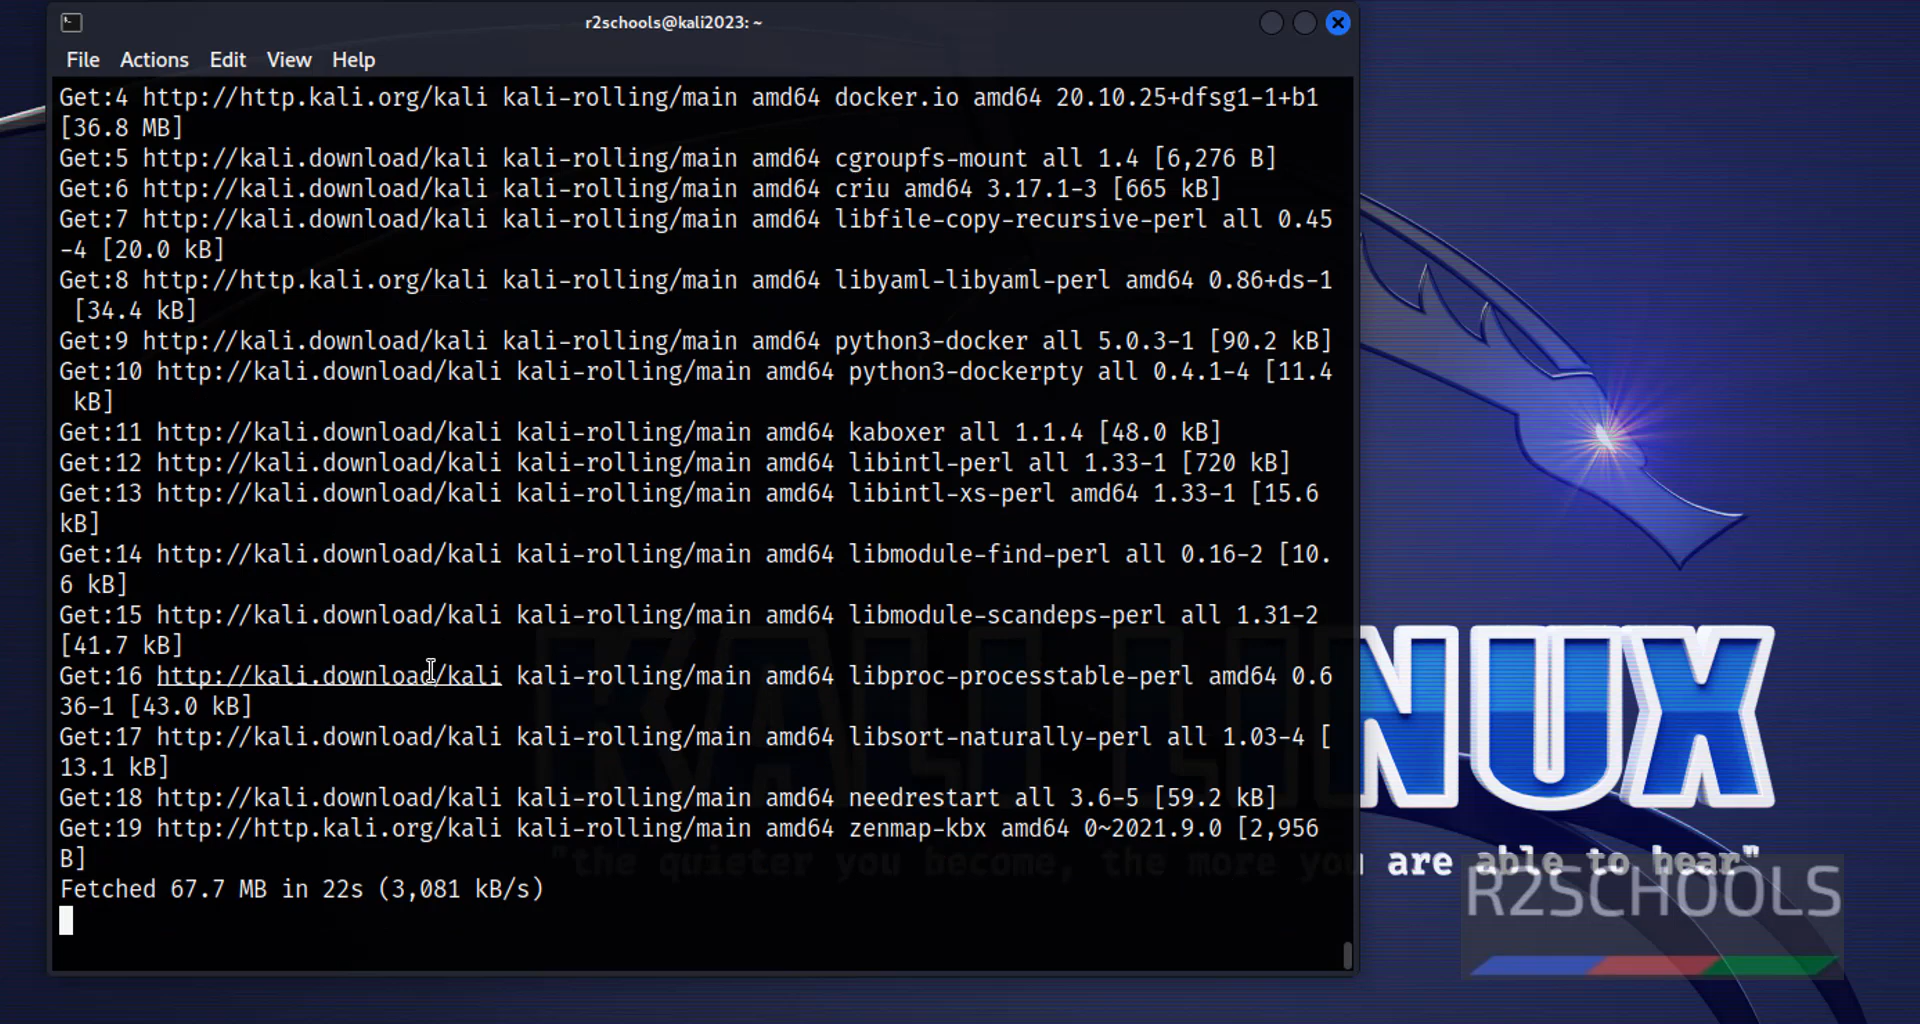 r2schools@kali2023: ~
File Actions Edit View Help
Get:4 http://http.kali.org/kali kali-rolling/main amd64 docker.io amd64 20.10.25+dfsg1-1+b1
[36.8 MB]
Get:5 http://kali.download/kali kali-rolling/main amd64 cgroupfs-mount all 1.4 [6,276 B]
Get:6 http://kali.download/kali kali-rolling/main amd64 criu amd64 3.17.1-3 [665 kB]
Get:7 http://kali.download/kali kali-rolling/main amd64 libfile-copy-recursive-perl all 0.45
-4 [20.0 kB]
Get:8 http://http.kali.org/kali kali-rolling/main amd64 libyaml-libyaml-perl amd64 0.86+ds-1
[34.4 kB]
Get:9 http://kali.download/kali kali-rolling/main amd64 python3-docker all 5.0.3-1 [90.2 kB]
Get:10 http://kali.download/kali kali-rolling/main amd64 python3-dockerpty all 0.4.1-4 [11.4
kB]
Get:11 http://kali.download/kali kali-rolling/main amd64 kaboxer all 1.1.4 [48.0 kB]
Get:12 http://kali.download/kali kali-rolling/main amd64 libintl-perl all 1.33-1 [720 kB]
Get:13 http://kali.download/kali kali-rolling/main amd64 libintl-xs-perl amd64 1.33-1 [15.6
kB]
Get:14 http://kali.download/kali kali-rolling/main amd64 libmodule-find-perl all 0.16-2 [10.
6 kB]
Get:15 http://kali.download/kali kali-rolling/main amd64 libmodule-scandeps-perl all 1.31-2
[41.7 kB]
Get:16 http://kali.download/kali kali-rolling/main amd64 libproc-processtable-perl amd64 0.6
36-1 [43.0 kB]
Get:17 http://kali.download/kali kali-rolling/main amd64 libsort-naturally-perl all 1.03-4 [
13.1 kB]
Get:18 http://kali.download/kali kali-rolling/main amd64 needrestart all 3.6-5 [59.2 kB]
Get:19 http://http.kali.org/kali kali-rolling/main amd64 zenmap-kbx amd64 0~2021.9.0 [2,956
B]
Fetched 67.7 MB in 22s (3,081 kB/s)
KALI LINUX
"the quieter you become, the more you are able to hear"
R2SCHOOLS